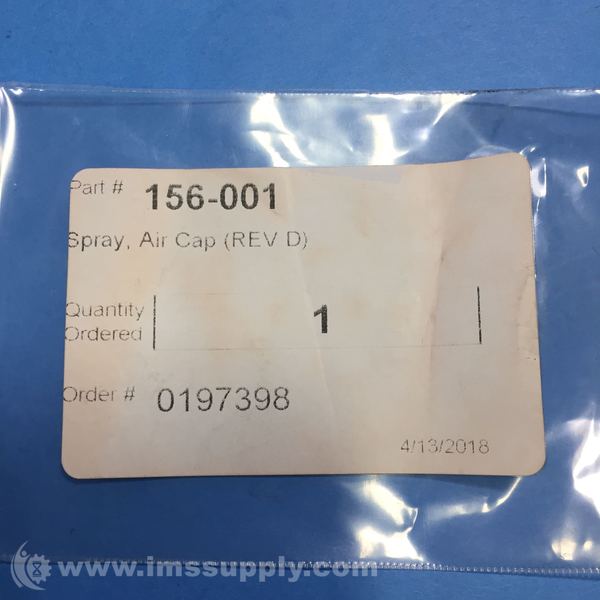 Part # 156-001
Spray, Air Cap (REV D)
Quantity
Ordered 1
Order # 0197398
4/13/2018
www.imssupply.com